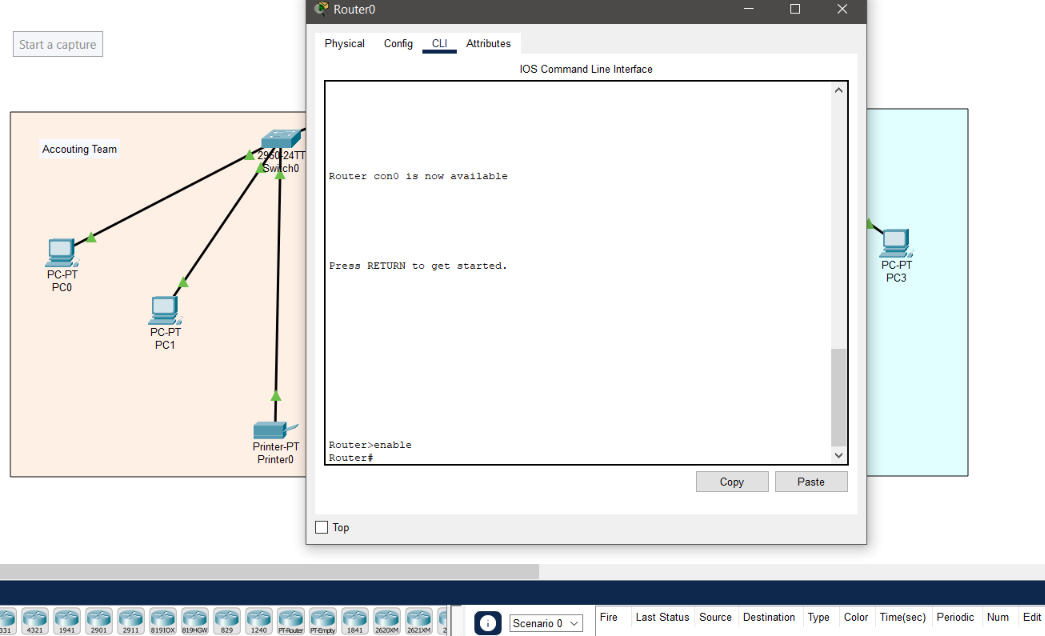 Router0
Start a capture
Physical Config CLI Attributes
IOS Command Line Interface
Accouting Team
2960-24TT
Switch0
Router con0 is now available
PC-PT
PC0
Press RETURN to get started.
PC-PT
PC3
PC-PT
PC1
Printer-PT
Printer0
Router>enable
Router#
Copy Paste
Top
4321 1941 2901 2911 819IOX 819HGW 829 1240 PT-Router PT-Empty 1841 2620XM 2621XM
Scenario 0
Fire Last Status Source Destination Type Color Time(sec) Periodic Num Edit